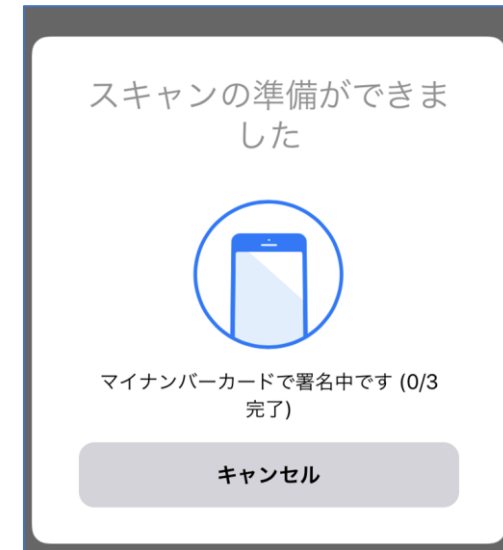 スキャンの準備ができま
した
マイナンバーカードで署名中です (0/3
完了)
キャンセル